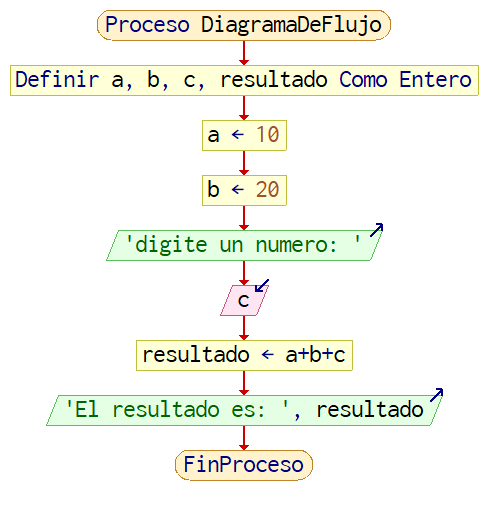 Proceso DiagramaDeFlujo
Definir a, b, c, resultado Como Entero
a ← 10
b ← 20
'digite un numero: '
c
resultado ← a+b+c
'El resultado es: ', resultado
FinProceso